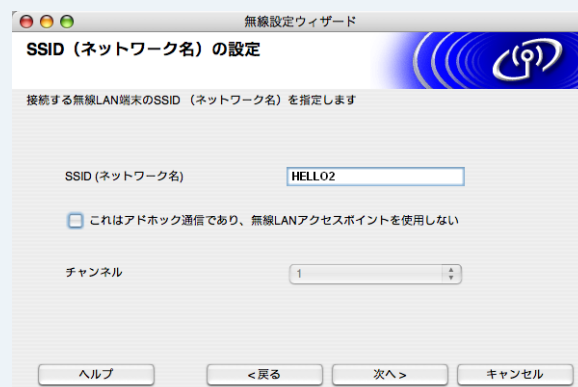 無線設定ウィザード
SSID（ネットワーク名）の設定
接続する無線LAN端末のSSID （ネットワーク名）を指定します
SSID (ネットワーク名)
HELLO2
これはアドホック通信であり、無線LANアクセスポイントを使用しない
チャンネル
1
ヘルプ
<戻る
次へ>
キャンセル